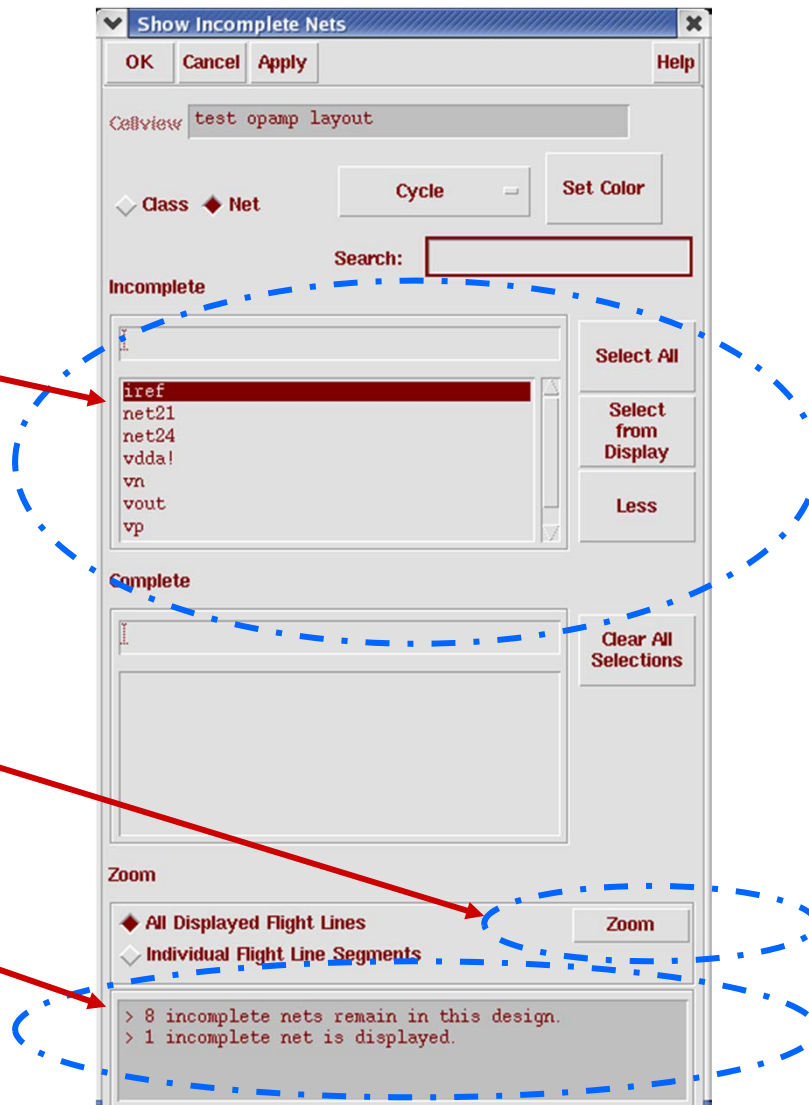 Show Incomplete Nets
OK Cancel Apply Help
Cellview test opamp layout
Class Net Cycle Set Color
Search:
Incomplete
Select All
iref
net21
net24
vdda!
vn
vout
vp
Select
from
Display
Less
Complete
Clear All
Selections
Zoom
All Displayed Flight Lines Zoom
Individual Flight Line Segments
> 8 incomplete nets remain in this design.
> 1 incomplete net is displayed.